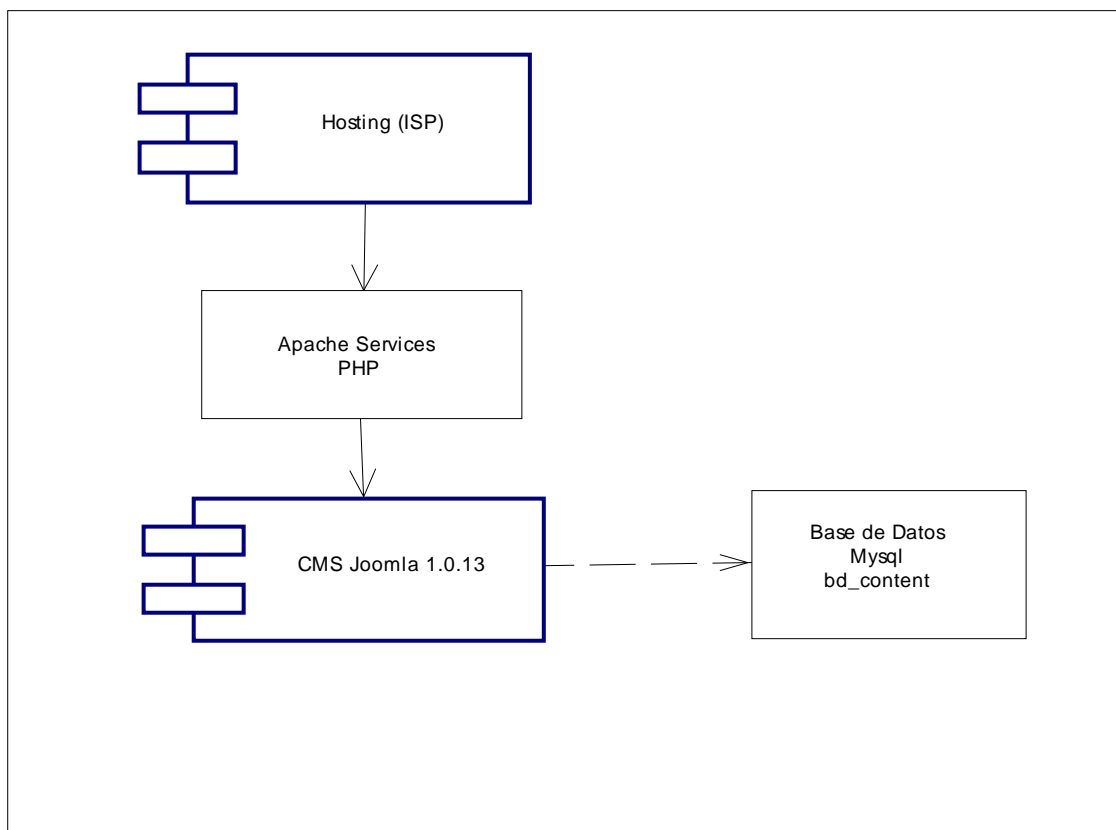 Hosting (ISP)
Apache Services
PHP
CMS Joomla 1.0.13
Base de Datos
Mysql
bd_content